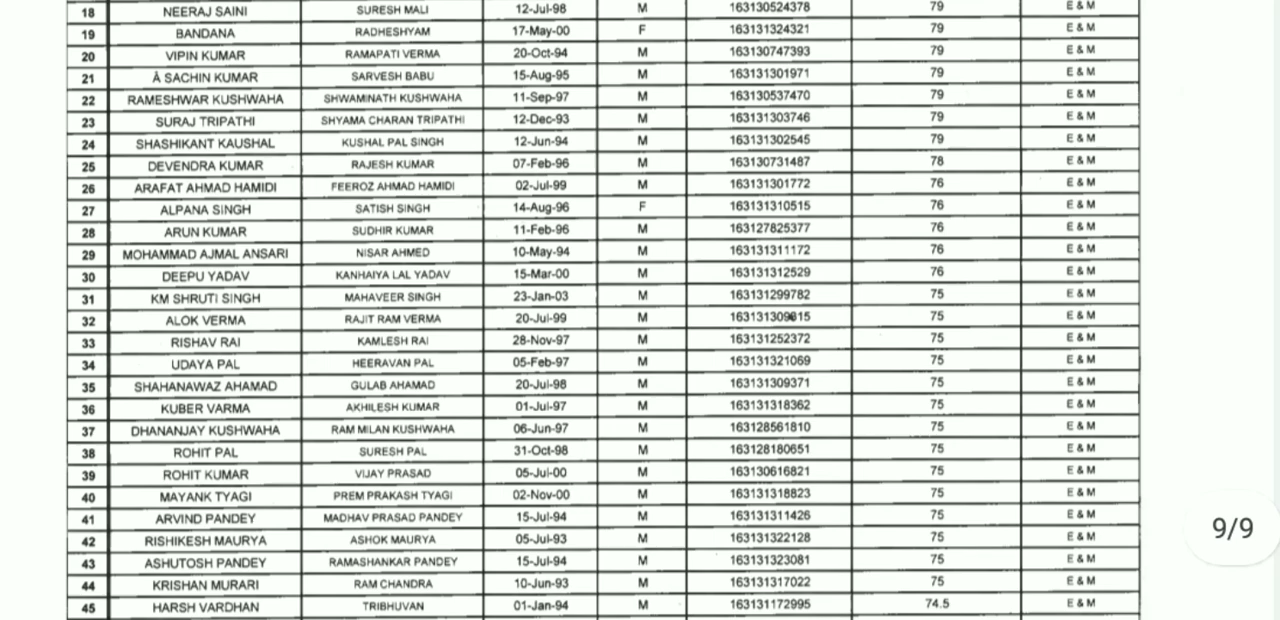 18 NEERAJ SAINI SURESH MALI 12-Jul-98 M 163130524378 79 E & M
19 BANDANA RADHESHYAM 17-May-00 F 163131324321 79 E & M
20 VIPIN KUMAR RAMAPATI VERMA 20-Oct-94 M 163130747393 79 E & M
21 À SACHIN KUMAR SARVESH BABU 15-Aug-95 M 163131301971 79 E & M
22 RAMESHWAR KUSHWAHA SHWAMINATH KUSHWAHA 11-Sep-97 M 163130537470 79 E & M
23 SURAJ TRIPATHI SHYAMA CHARAN TRIPATHI 12-Dec-93 M 163131303746 79 E & M
24 SHASHIKANT KAUSHAL KUSHAL PAL SINGH 12-Jun-94 M 163131302545 79 E & M
25 DEVENDRA KUMAR RAJESH KUMAR 07-Feb-96 M 163130731487 78 E & M
26 ARAFAT AHMAD HAMIDI FEEROZ AHMAD HAMIDI 02-Jul-99 M 163131301772 76 E & M
27 ALPANA SINGH SATISH SINGH 14-Aug-96 F 163131310515 76 E & M
28 ARUN KUMAR SUDHIR KUMAR 11-Feb-96 M 163127825377 76 E & M
29 MOHAMMAD AJMAL ANSARI NISAR AHMED 10-May-94 M 163131311172 76 E & M
30 DEEPU YADAV KANHAIYA LAL YADAV 15-Mar-00 M 163131312529 76 E & M
31 KM SHRUTI SINGH MAHAVEER SINGH 23-Jan-03 M 163131299782 75 E & M
32 ALOK VERMA RAJIT RAM VERMA 20-Jul-99 M 75 E & M
33 RISHAV RAI KAMLESH RAI 28-Nov-97 M 163131252372 75 E & M
34 UDAYA PAL HEERAVAN PAL 05-Feb-97 M 163131321069 75 E & M
35 SHAHANAWAZ AHAMAD GULAB AHAMAD 20-Jul-98 M 163131309371 75 E & M
36 KUBER VARMA AKHILESH KUMAR 01-Jul-97 M 163131318362 75 E & M
37 DHANANJAY KUSHWAHA RAM MILAN KUSHWAHA 06-Jun-97 M 163128561810 75 E & M
38 ROHIT PAL SURESH PAL 31-Oct-98 M 163128180651 75 E & M
39 ROHIT KUMAR VIJAY PRASAD 05-Jul-00 M 163130616821 75 E & M
40 MAYANK TYAGI PREM PRAKASH TYAGI 02-Nov-00 M 163131318823 75 E & M
41 ARVIND PANDEY MADHAV PRASAD PANDEY 15-Jul-94 M 163131311426 75 E & M
42 RISHIKESH MAURYA ASHOK MAURYA 05-Jul-93 M 163131322128 75 E & M
43 ASHUTOSH PANDEY RAMASHANKAR PANDEY 15-Jul-94 M 163131323081 75 E & M
44 KRISHAN MURARI RAM CHANDRA 10-Jun-93 M 163131317022 75 E & M
45 HARSH VARDHAN TRIBHUVAN 01-Jan-94 M 163131172995 74.5 E & M
9/9